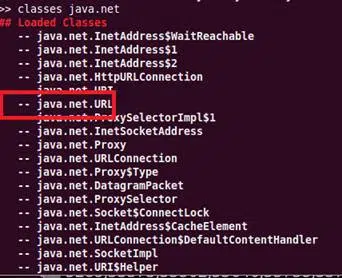 >> classes java.net
## Loaded Classes
-- java.net.InetAddress$WaitReachable
-- java.net.InetAddress$1
-- java.net.InetAddress$2
-- java.net.HttpURLConnection
-- java.net.URI
-- java.net.URL
-- java.net.ProxySelectorImpl$1
-- java.net.InetSocketAddress
-- java.net.Proxy
-- java.net.URLConnection
-- java.net.Proxy$Type
-- java.net.DatagramPacket
-- java.net.ProxySelector
-- java.net.Socket$ConnectLock
-- java.net.InetAddress$CacheElement
-- java.net.URLConnection$DefaultContentHandler
-- java.net.SocketImpl
-- java.net.URI$Helper